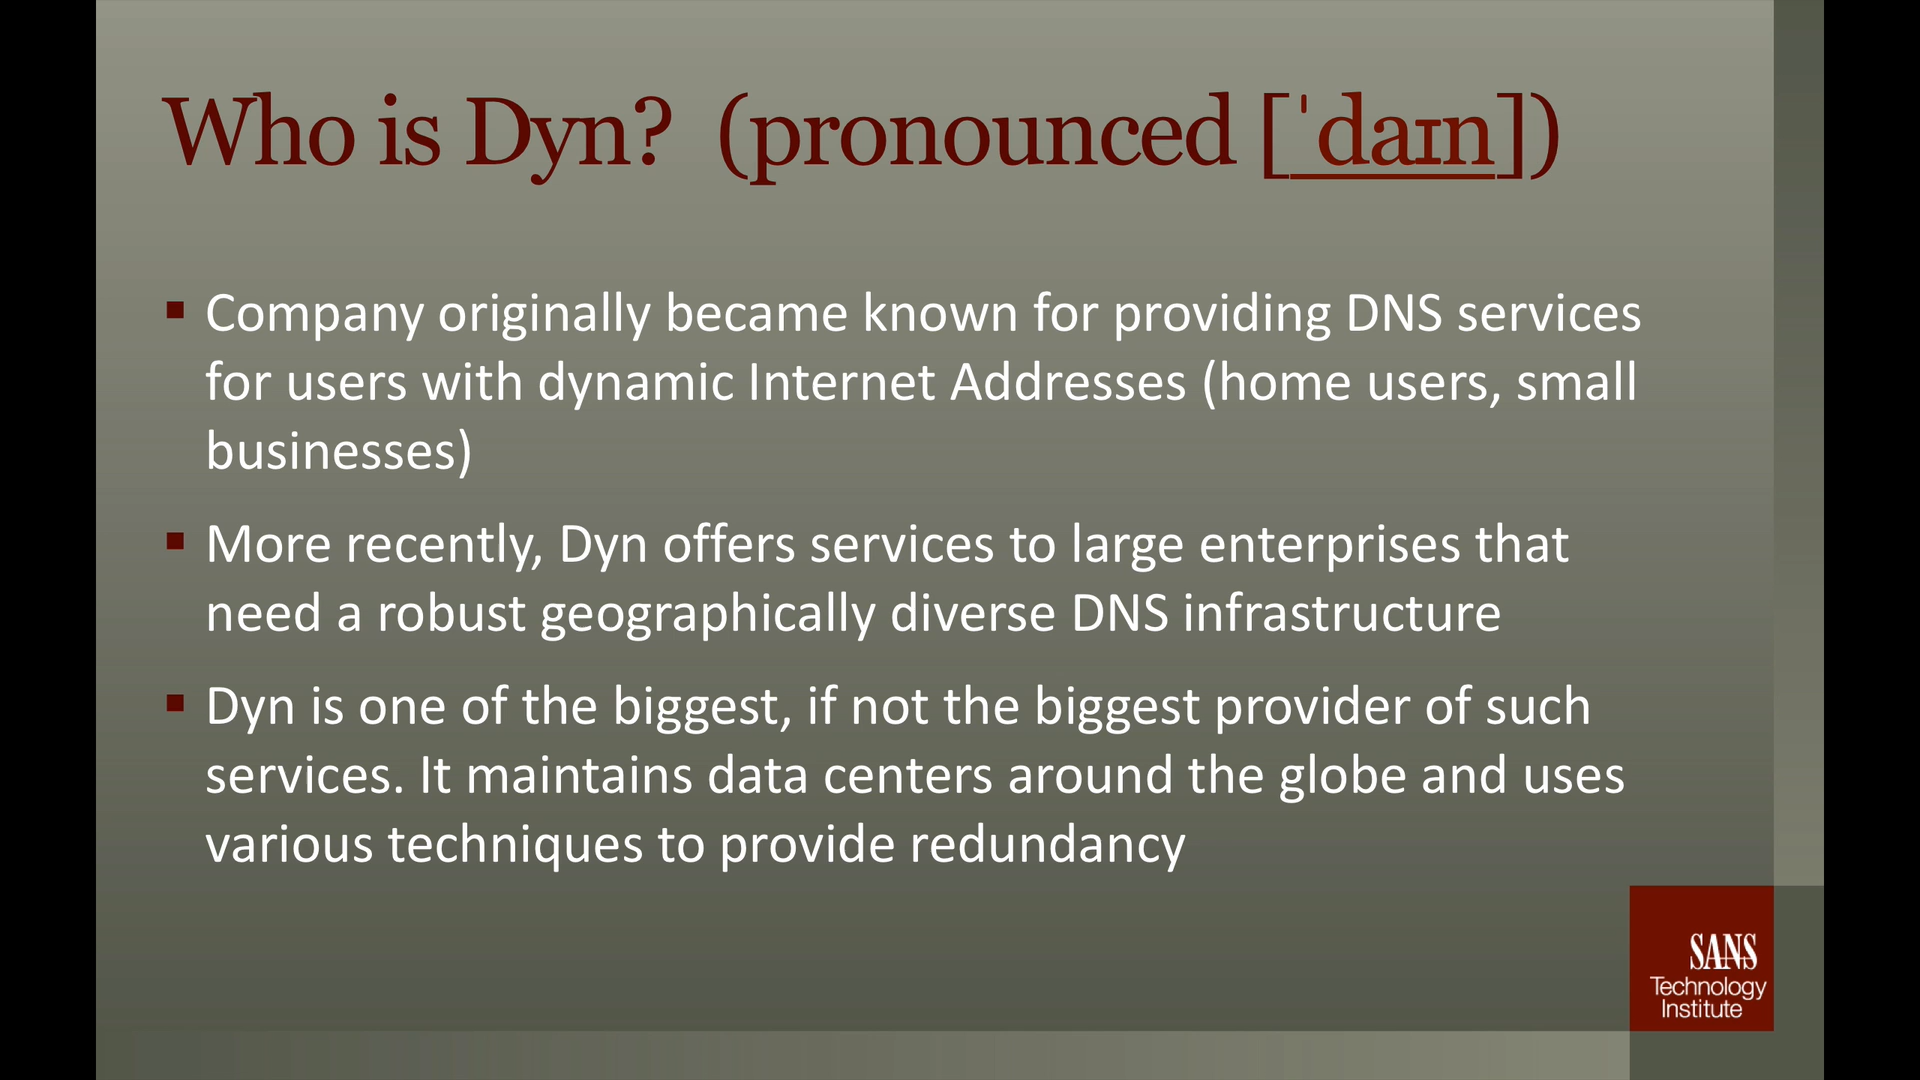 Who is Dyn?  (pronounced [ˈdaɪn])
Company originally became known for providing DNS services
for users with dynamic Internet Addresses (home users, small
businesses)
More recently, Dyn offers services to large enterprises that
need a robust geographically diverse DNS infrastructure
Dyn is one of the biggest, if not the biggest provider of such
services. It maintains data centers around the globe and uses
various techniques to provide redundancy
SANS
Technology
Institute